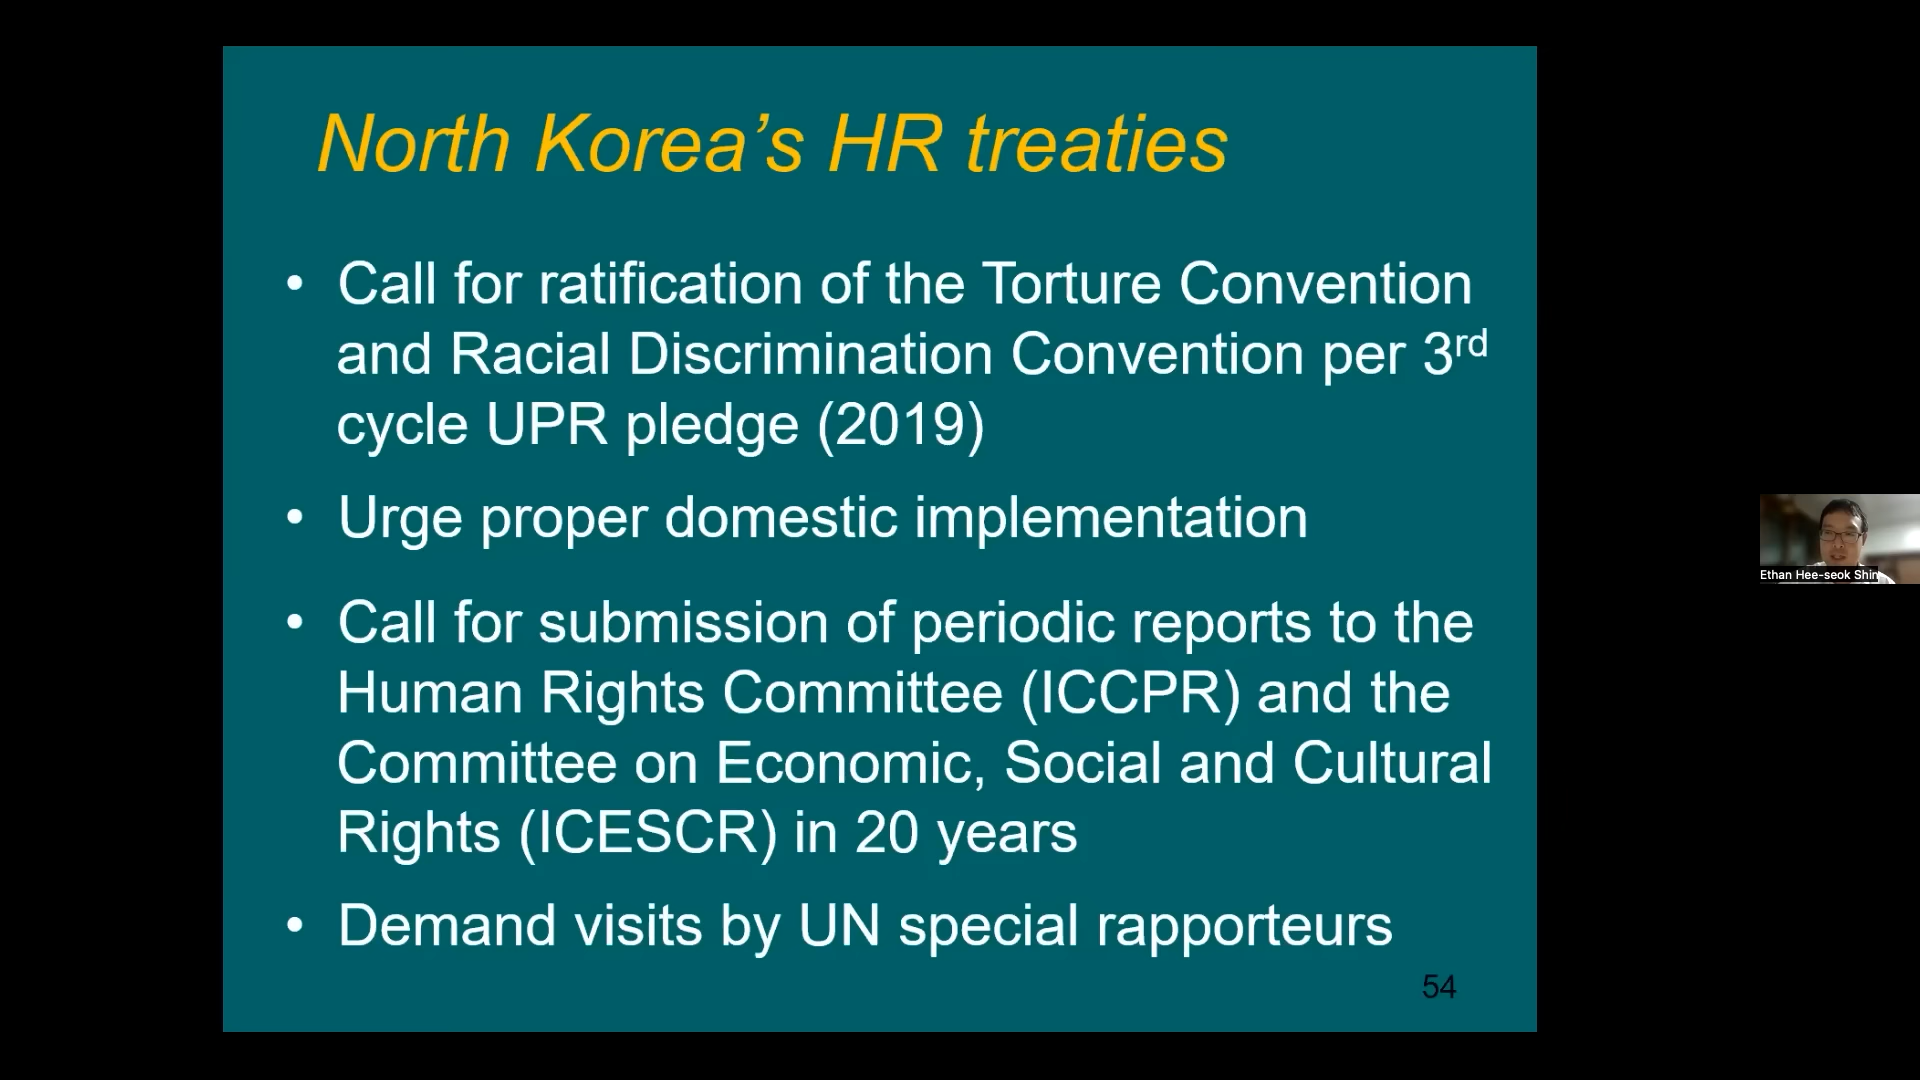 North Korea’s HR treaties
• Call for ratification of the Torture Convention
and Racial Discrimination Convention per 3rd
cycle UPR pledge (2019)
• Urge proper domestic implementation
• Call for submission of periodic reports to the
Human Rights Committee (ICCPR) and the
Committee on Economic, Social and Cultural
Rights (ICESCR) in 20 years
• Demand visits by UN special rapporteurs
54
Ethan Hee-seok Shin